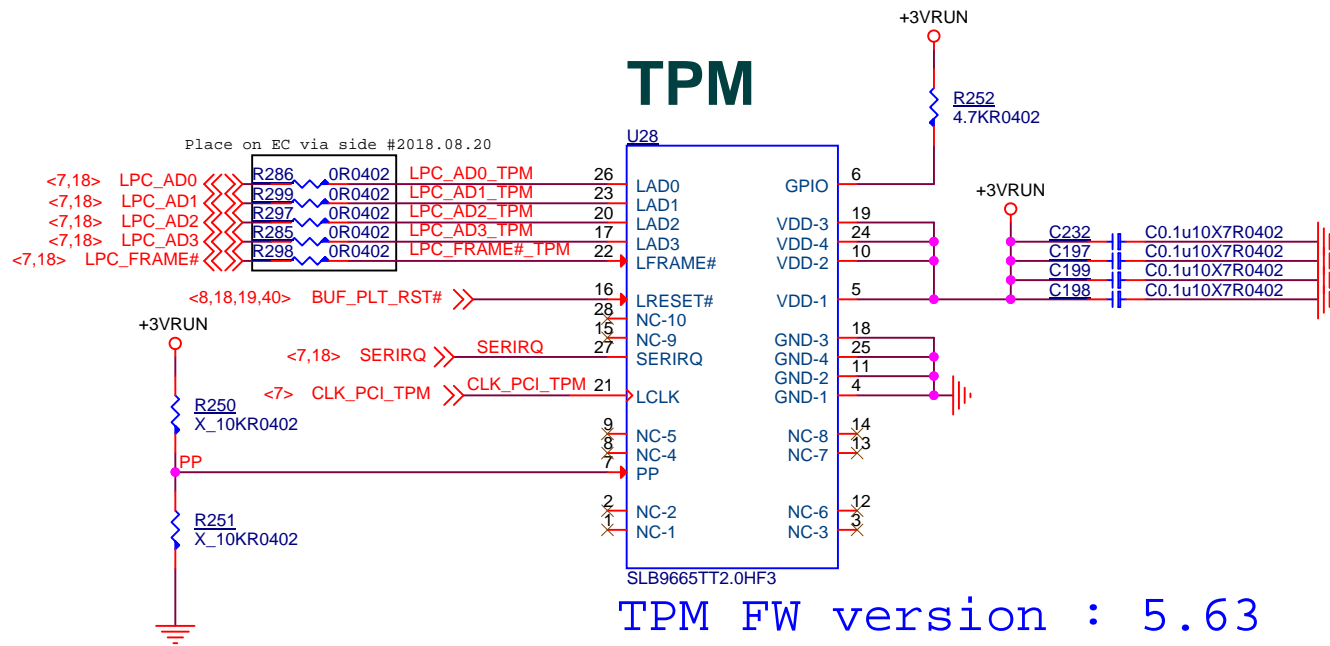 +3VRUN
TPM
R252
4.7KR0402
U28
Place on EC via side #2018.08.20
<7,18> LPC_AD0 R286 0R0402 LPC_AD0_TPM 26 LAD0 GPIO 6
<7,18> LPC_AD1 R299 0R0402 LPC_AD1_TPM 23 LAD1
+3VRUN
<7,18> LPC_AD2 R297 0R0402 LPC_AD2_TPM 20 LAD2 VDD-3 19
<7,18> LPC_AD3 R285 0R0402 LPC_AD3_TPM 17 LAD3 VDD-4 24 C232 C0.1u10X7R0402
<7,18> LPC_FRAME# R298 0R0402 LPC_FRAME#_TPM 22 LFRAME# VDD-2 10 C197 C0.1u10X7R0402
C199 C0.1u10X7R0402
<8,18,19,40> BUF_PLT_RST# 16 LRESET# VDD-1 5 C198 C0.1u10X7R0402
28 NC-10
+3VRUN
15 NC-9 GND-3 18
<7,18> SERIRQ SERIRQ 27 SERIRQ GND-4 25
GND-2 11
<7> CLK_PCI_TPM CLK_PCI_TPM 21 LCLK GND-1 4
R250
X_10KR0402
9 NC-5 NC-8 14
8 NC-4 NC-7 13
PP 7 PP
2 NC-2 NC-6 12
R251
X_10KR0402
1 NC-1 NC-3 3
SLB9665TT2.0HF3
TPM FW version : 5.63